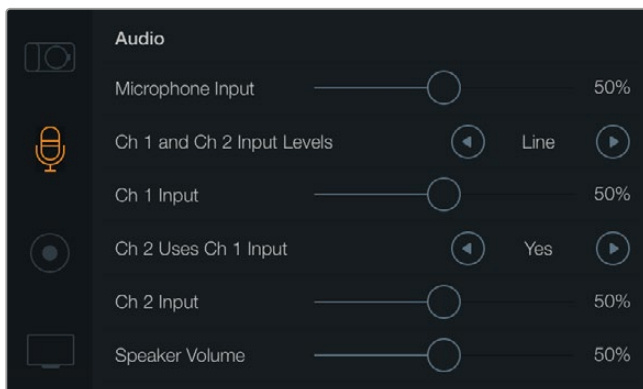 Audio
Microphone Input 50%
Ch 1 and Ch 2 Input Levels Line
Ch 1 Input 50%
Ch 2 Uses Ch 1 Input Yes
Ch 2 Input 50%
Speaker Volume 50%